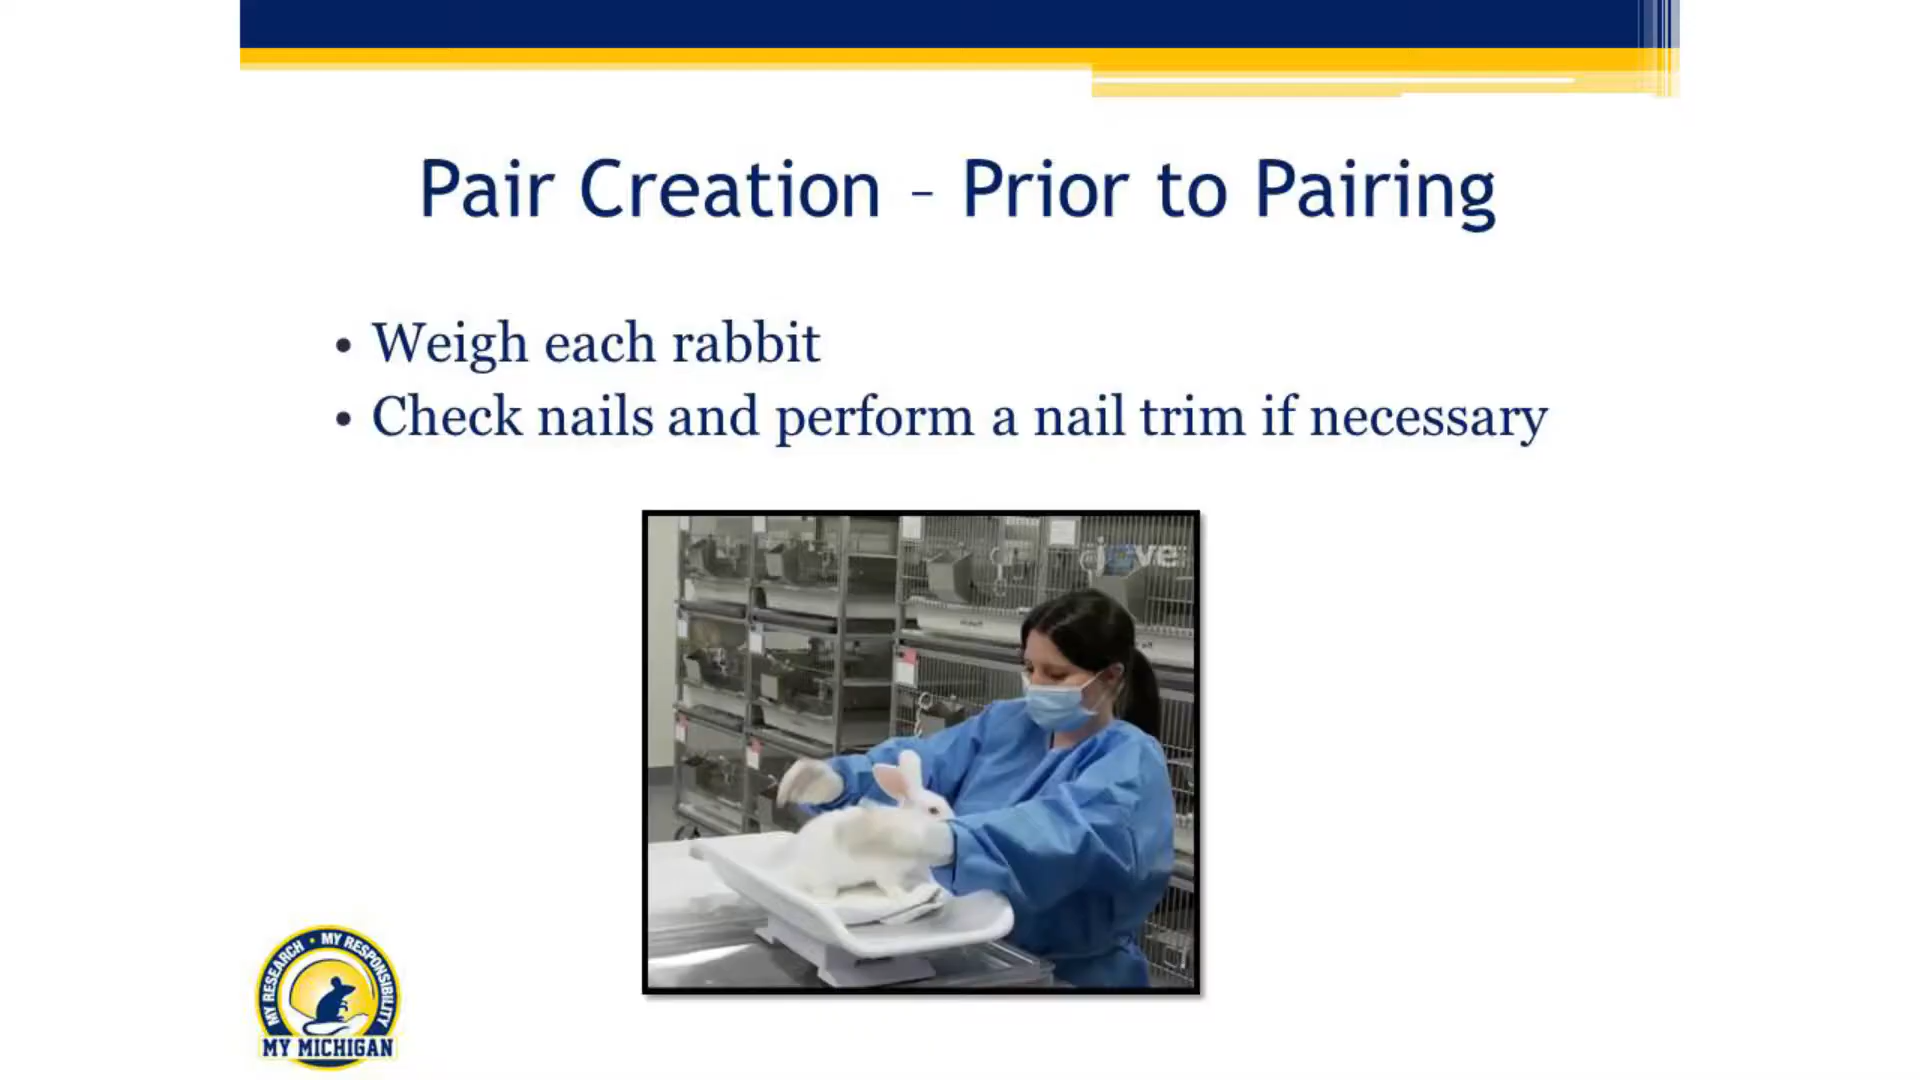 Pair Creation – Prior to Pairing
• Weigh each rabbit
• Check nails and perform a nail trim if necessary
jove
MY RESEARCH • MY RESPONSIBILITY
MY MICHIGAN